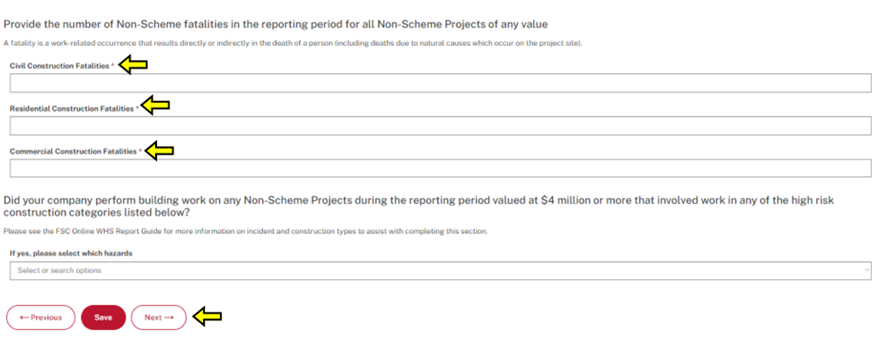 Provide the number of Non-Scheme fatalities in the reporting period for all Non-Scheme Projects of any value
A fatality is a work-related occurrence that results directly or indirectly in the death of a person (including deaths due to natural causes which occur on the project site).
Civil Construction Fatalities *
Residential Construction Fatalities *
Commercial Construction Fatalities *
Did your company perform building work on any Non-Scheme Projects during the reporting period valued at $4 million or more that involved work in any of the high risk
construction categories listed below?
Please see the FSC Online WHS Report Guide for more information on incident and construction types to assist with completing this section.
If yes, please select which hazards
Select or search options
← Previous Save Next →